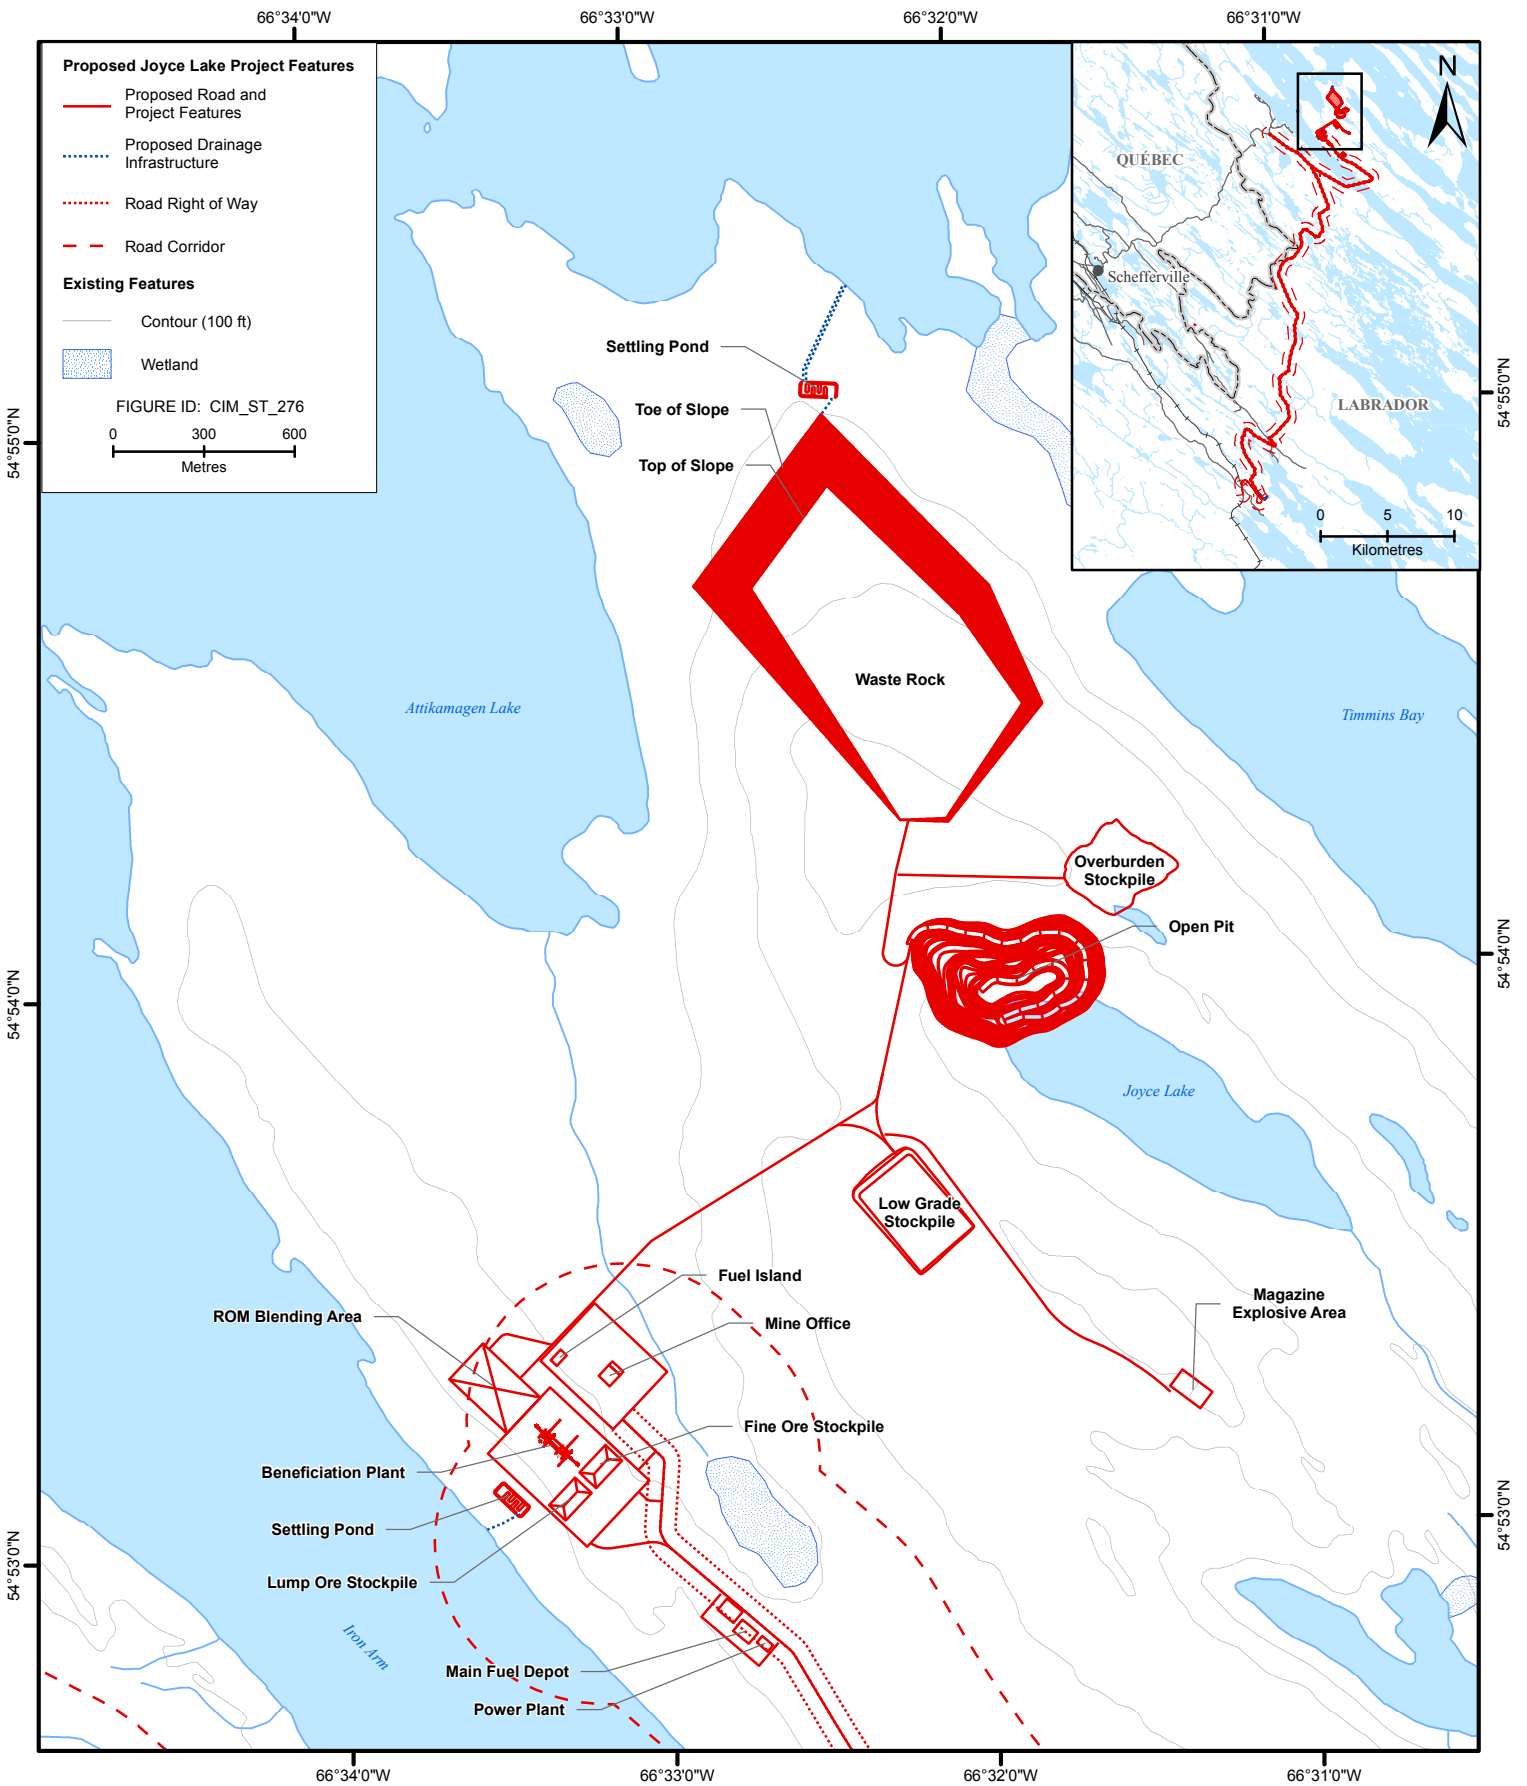 66°34'0"W
66°33'0"W
66°32'0"W
66°31'0"W
Proposed Joyce Lake Project Features
Proposed Road and
Project Features
Proposed Drainage
Infrastructure
Road Right of Way
Road Corridor
Existing Features
Contour (100 ft)
Wetland
FIGURE ID: CIM_ST_276
0 300 600
Metres
N
QUÉBEC
Schefferville
LABRADOR
0 5 10
Kilometres
54°55'0"N
54°55'0"N
Settling Pond
Toe of Slope
Top of Slope
Waste Rock
Attikamagen Lake
Timmins Bay
Overburden
Stockpile
Open Pit
54°54'0"N
54°54'0"N
Joyce Lake
Low Grade
Stockpile
Fuel Island
Magazine
Explosive Area
ROM Blending Area
Mine Office
Fine Ore Stockpile
Beneficiation Plant
Settling Pond
54°53'0"N
54°53'0"N
Lump Ore Stockpile
Iron Arm
Main Fuel Depot
Power Plant
66°34'0"W
66°33'0"W
66°32'0"W
66°31'0"W